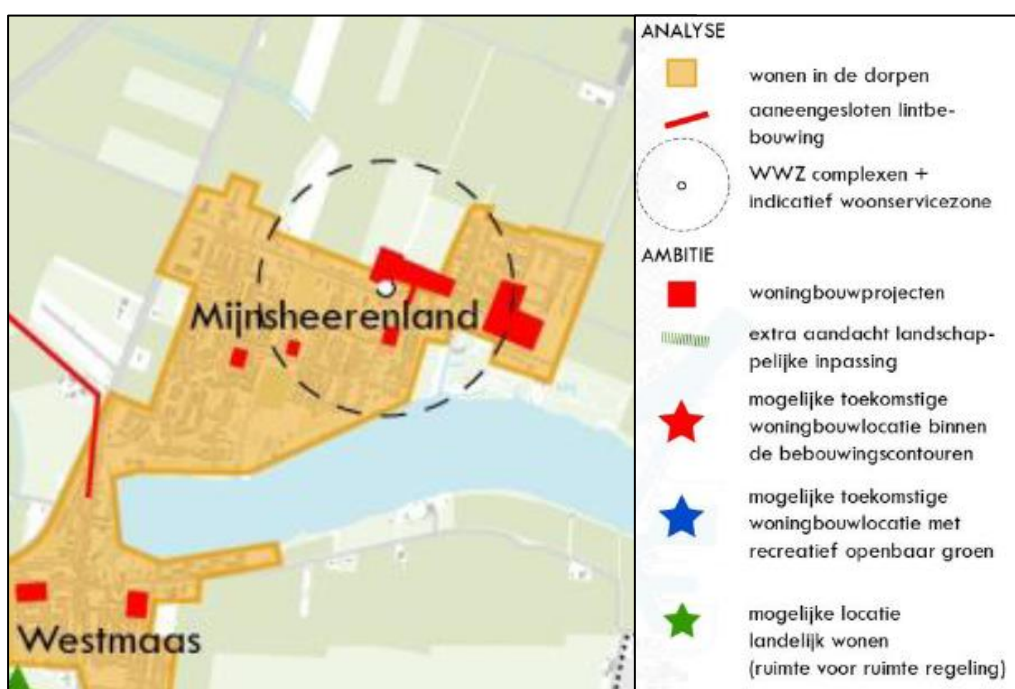 Mijnsheerenland
Westmaas
ANALYSE
wonen in de dorpen
aaneengesloten lintbe-
bouwing
WWZ complexen +
indicatief woonservicezone
AMBITIE
woningbouwprojecten
extra aandacht landschap-
pelijke inpassing
mogelijke toekomstige
woningbouwlocatie binnen
de bebouwingscontouren
mogelijke toekomstige
woningbouwlocatie met
recreatief openbaar groen
mogelijke locatie
landelijk wonen
(ruimte voor ruimte regeling)